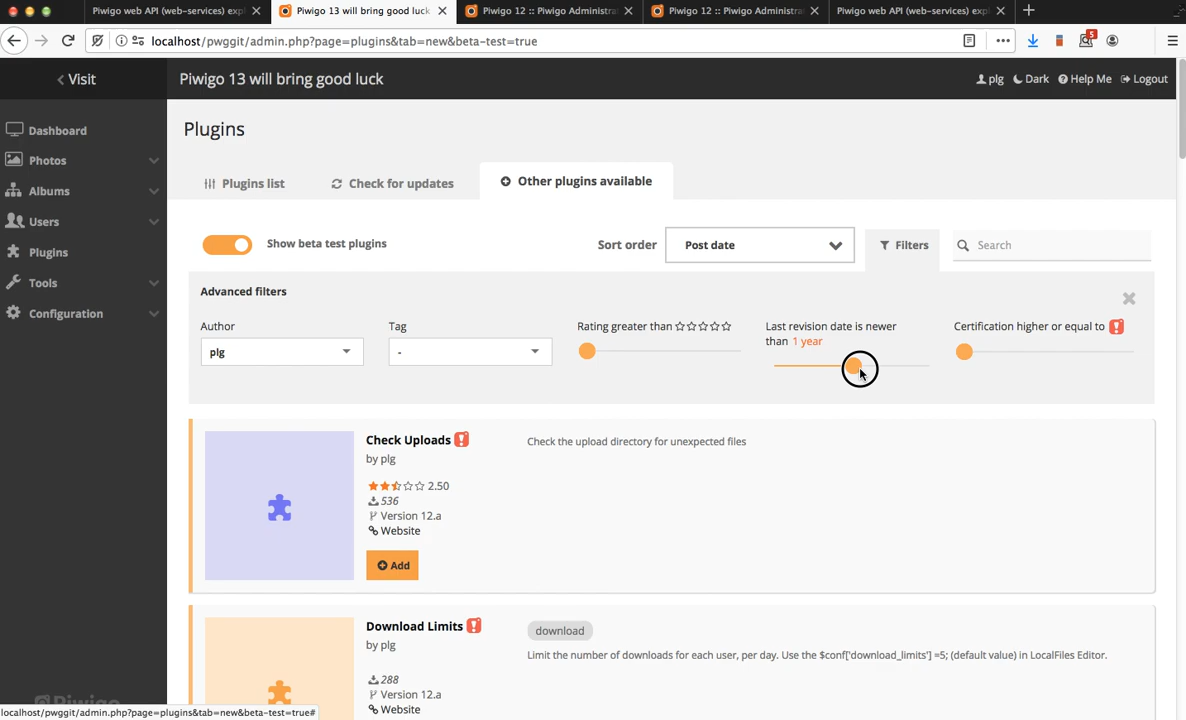 Piwigo web API (web-services) expl
Piwigo 13 will bring good luck
Piwigo 12 :: Piwigo Administra
Piwigo 12 :: Piwigo Administra
Piwigo web API (web-services) expl
localhost/pwggit/admin.php?page=plugins&tab=new&beta-test=true
5
Visit
Piwigo 13 will bring good luck
plg
Dark
Help Me
Logout
Dashboard
Photos
Albums
Users
Plugins
Tools
Configuration
Plugins
Plugins list
Check for updates
Other plugins available
Show beta test plugins
Sort order
Post date
Filters
Search
Advanced filters
Author
plg
Tag
-
Rating greater than
Last revision date is newer
than 1 year
Certification higher or equal to
Check Uploads
by plg
2.50
536
Version 12.a
Website
Add
Check the upload directory for unexpected files
Download Limits
by plg
288
Version 12.a
Website
download
Limit the number of downloads for each user, per day. Use the $conf['download_limits'] =5; (default value) in LocalFiles Editor.
Piwigo
localhost/pwggit/admin.php?page=plugins&tab=new&beta-test=true#